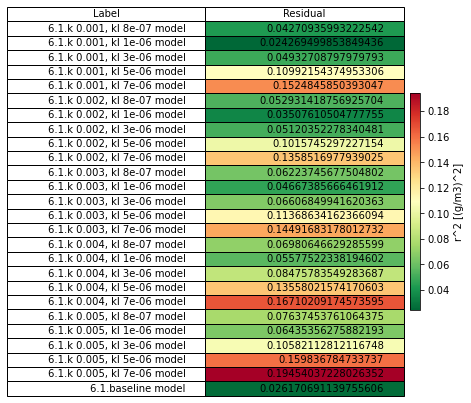 Label Residual
6.1.k 0.001, kl 8e-07 model 0.04270935993222542
6.1.k 0.001, kl 1e-06 model 0.024269499853849436
6.1.k 0.001, kl 3e-06 model 0.04932708797979793
6.1.k 0.001, kl 5e-06 model 0.10992154374953306
6.1.k 0.001, kl 7e-06 model 0.1524845850393047
6.1.k 0.002, kl 8e-07 model 0.052931418756925704
6.1.k 0.002, kl 1e-06 model 0.0350761050477755
6.1.k 0.002, kl 3e-06 model 0.05120352278340481
6.1.k 0.002, kl 5e-06 model 0.1015745297227154
6.1.k 0.002, kl 7e-06 model 0.1358516977939025
6.1.k 0.003, kl 8e-07 model 0.06223745677504802
6.1.k 0.003, kl 1e-06 model 0.04667385666461912
6.1.k 0.003, kl 3e-06 model 0.06606849941620363
6.1.k 0.003, kl 5e-06 model 0.11368634162366094
6.1.k 0.003, kl 7e-06 model 0.14491683178012732
6.1.k 0.004, kl 8e-07 model 0.06980646629285599
6.1.k 0.004, kl 1e-06 model 0.05577522338194602
6.1.k 0.004, kl 3e-06 model 0.08475783549283687
6.1.k 0.004, kl 5e-06 model 0.13558021574170603
6.1.k 0.004, kl 7e-06 model 0.16710209174573595
6.1.k 0.005, kl 8e-07 model 0.07637453761064375
6.1.k 0.005, kl 1e-06 model 0.06435356275882193
6.1.k 0.005, kl 3e-06 model 0.10582112812116748
6.1.k 0.005, kl 5e-06 model 0.159836784733737
6.1.k 0.005, kl 7e-06 model 0.19454037228026352
6.1.baseline model 0.026170691139755606
0.18
0.16
0.14
0.12
0.10
0.08
0.06
0.04
r^2 [(g/m3)^2]